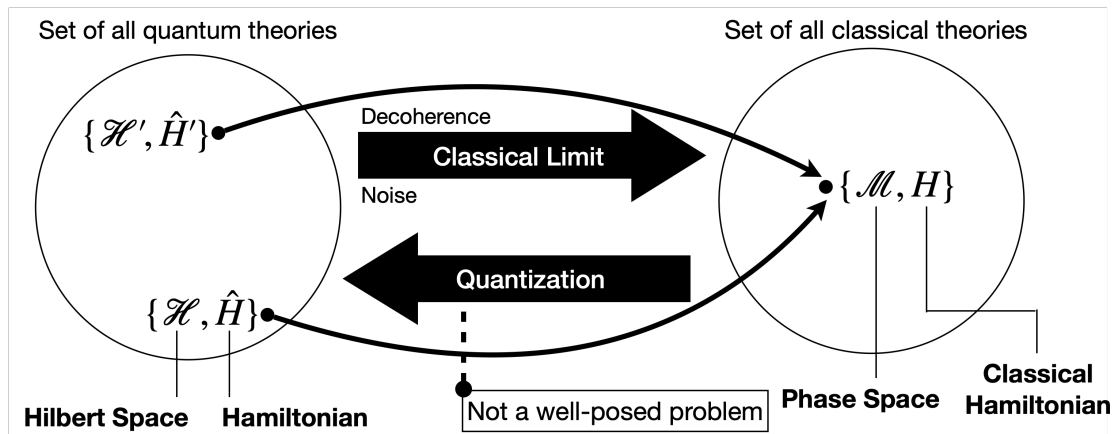 Set of all quantum theories
Set of all classical theories
{ℋ′, Ĥ′}
Decoherence
Classical Limit
Noise
{ℳ, H}
Quantization
{ℋ, Ĥ}
Hilbert Space
Hamiltonian
Not a well-posed problem
Phase Space
Classical
Hamiltonian